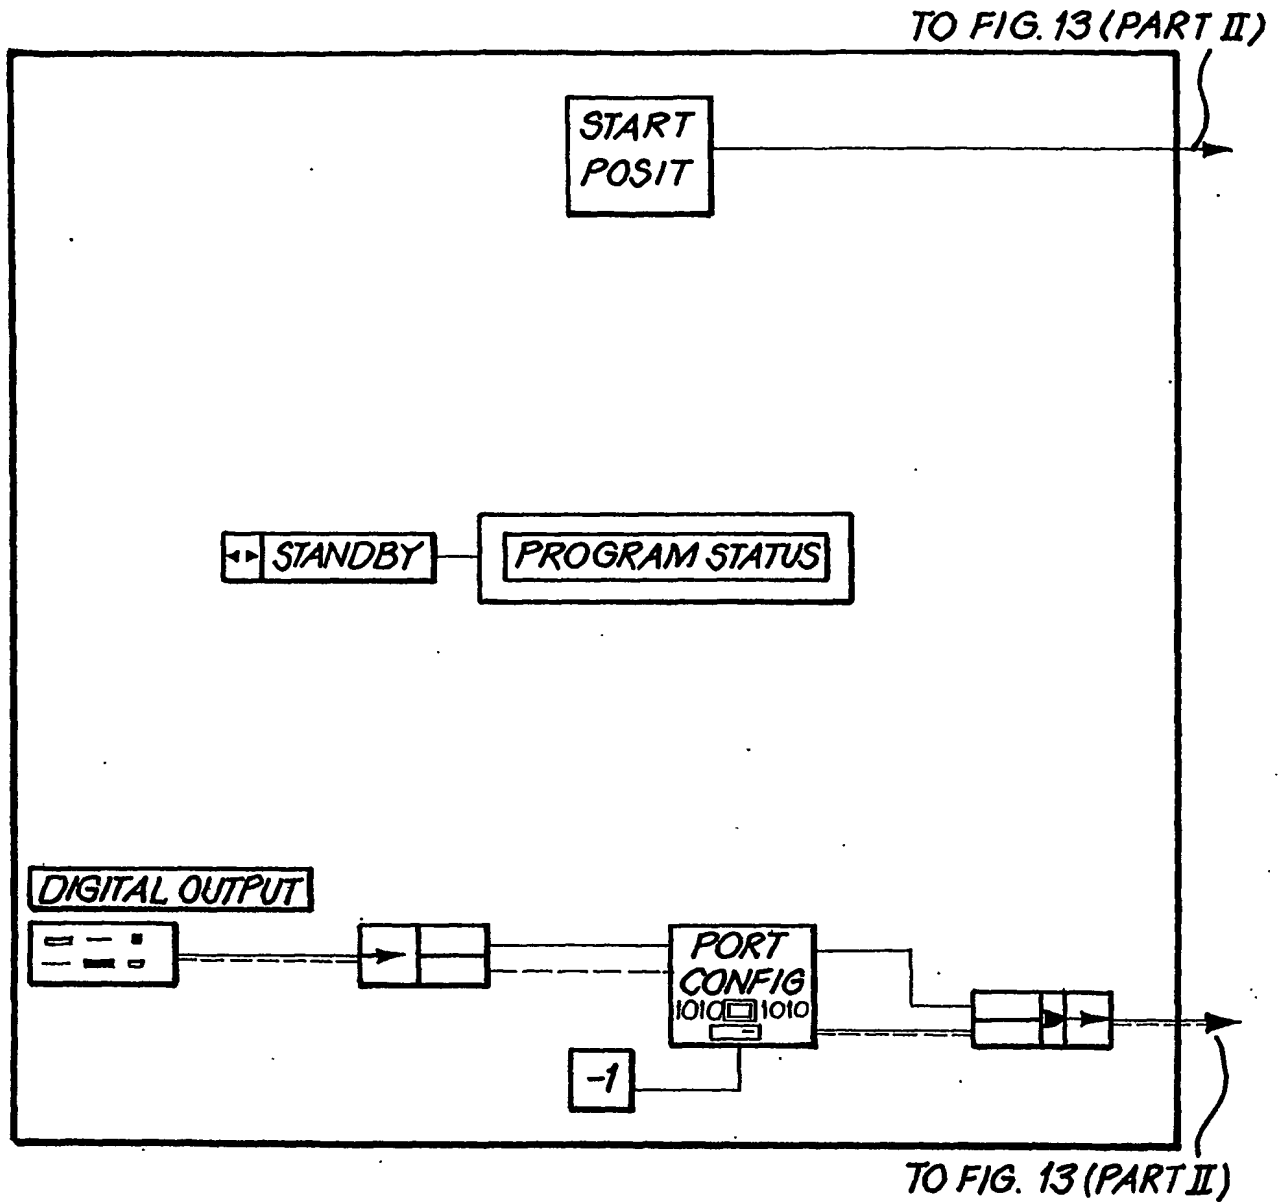 TO FIG. 13 (PART II)
START
POSIT
STANDBY
PROGRAM STATUS
DIGITAL OUTPUT
PORT
CONFIG
1010 1010
-1
TO FIG. 13 (PART II)